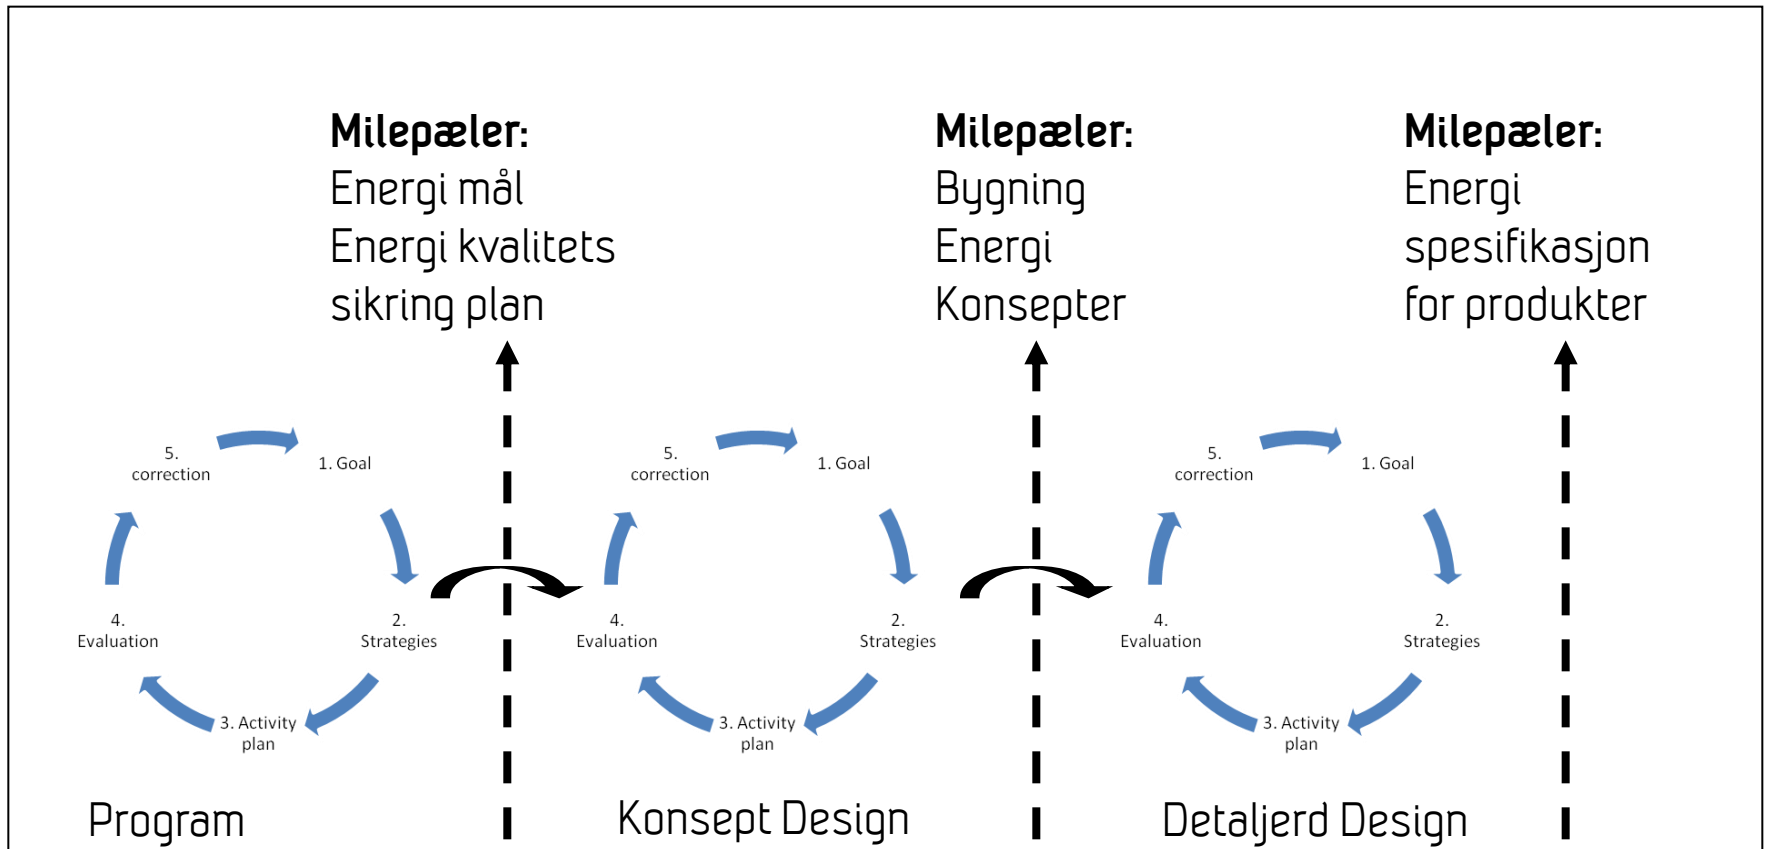 Milepæler:
Energi mål
Energi kvalitets
sikring plan
Milepæler:
Bygning
Energi
Konsepter
Milepæler:
Energi
spesifikasjon
for produkter
5.
correction
1. Goal
2.
Strategies
3. Activity
plan
4.
Evaluation
5.
correction
1. Goal
2.
Strategies
3. Activity
plan
4.
Evaluation
5.
correction
1. Goal
2.
Strategies
3. Activity
plan
4.
Evaluation
Program
Konsept Design
Detaljerd Design